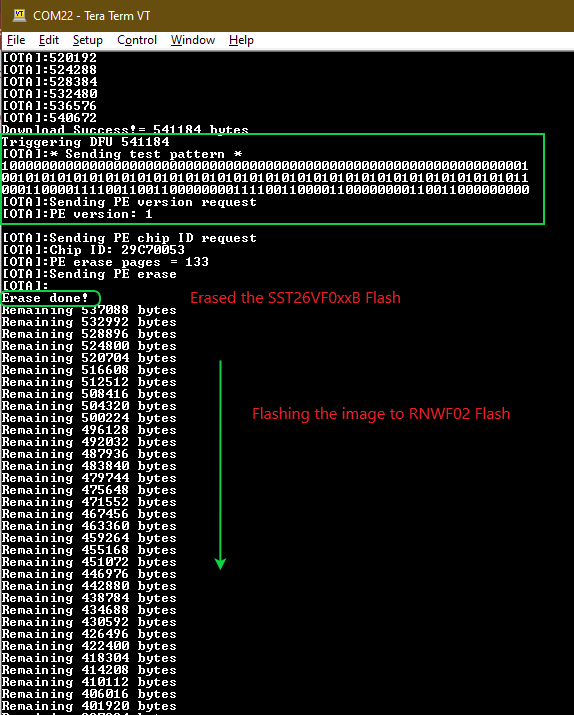 COM22 - Tera Term VT
File Edit Setup Control Window Help
[OTA]:520192
[OTA]:524288
[OTA]:528384
[OTA]:532480
[OTA]:536576
[OTA]:540672
Download Success!= 541184 bytes
Triggering DFU 541184
[OTA]:* Sending test pattern *
[OTA]:Sending PE version request
[OTA]:PE version: 1
[OTA]:Sending PE chip ID request
[OTA]:Chip ID: 29C70053
[OTA]:PE erase pages = 133
[OTA]:Sending PE erase
[OTA]:
Erase done!
Erased the SST26VF0xxB Flash
Remaining 537088 bytes
Remaining 532992 bytes
Remaining 528896 bytes
Remaining 524800 bytes
Remaining 520704 bytes
Remaining 516608 bytes
Remaining 512512 bytes
Remaining 508416 bytes
Remaining 504320 bytes
Flashing the image to RNWF02 Flash
Remaining 500224 bytes
Remaining 496128 bytes
Remaining 492032 bytes
Remaining 487936 bytes
Remaining 483840 bytes
Remaining 479744 bytes
Remaining 475648 bytes
Remaining 471552 bytes
Remaining 467456 bytes
Remaining 463360 bytes
Remaining 459264 bytes
Remaining 455168 bytes
Remaining 451072 bytes
Remaining 446976 bytes
Remaining 442880 bytes
Remaining 438784 bytes
Remaining 434688 bytes
Remaining 430592 bytes
Remaining 426496 bytes
Remaining 422400 bytes
Remaining 418304 bytes
Remaining 414208 bytes
Remaining 410112 bytes
Remaining 406016 bytes
Remaining 401920 bytes